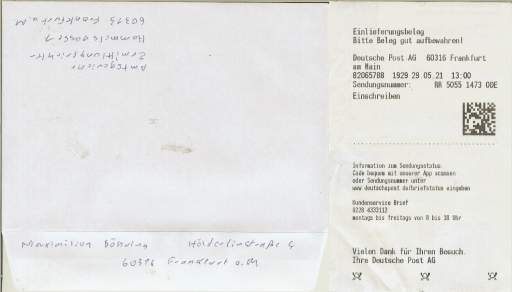 Amtsgericht
Ermittlungsrichter
Hammelsgasse 1
60313 Frankfurt a.M
Maximilian Hölderlinstraße 4
60316 Frankfurt a.M
Einlieferungsbeleg
Bitte Beleg gut aufbewahren!
Deutsche Post AG 60316 Frankfurt
am Main
82065788 1929 28.05.21 13:00
Sendungsnummer: RR 5055 1473 0DE
Einschreiben
Information zum Sendungsstatus:
Code bequem mit unserer App scannen
oder Sendungsnummer unter
www.deutschepost.de/briefstatus eingeben
Kundenservice Brief
0228 4333112
montags bis freitags von 8 bis 18 Uhr
Vielen Dank für Ihren Besuch.
Ihre Deutsche Post AG